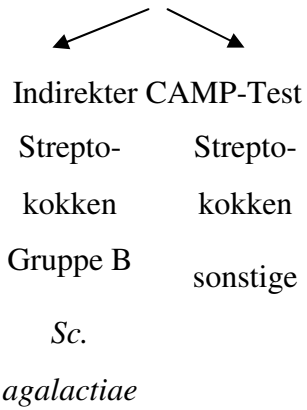 Indirekter CAMP-Test
Strepto-
kokken
Gruppe B
Sc.
agalactiae
Strepto-
kokken
sonstige